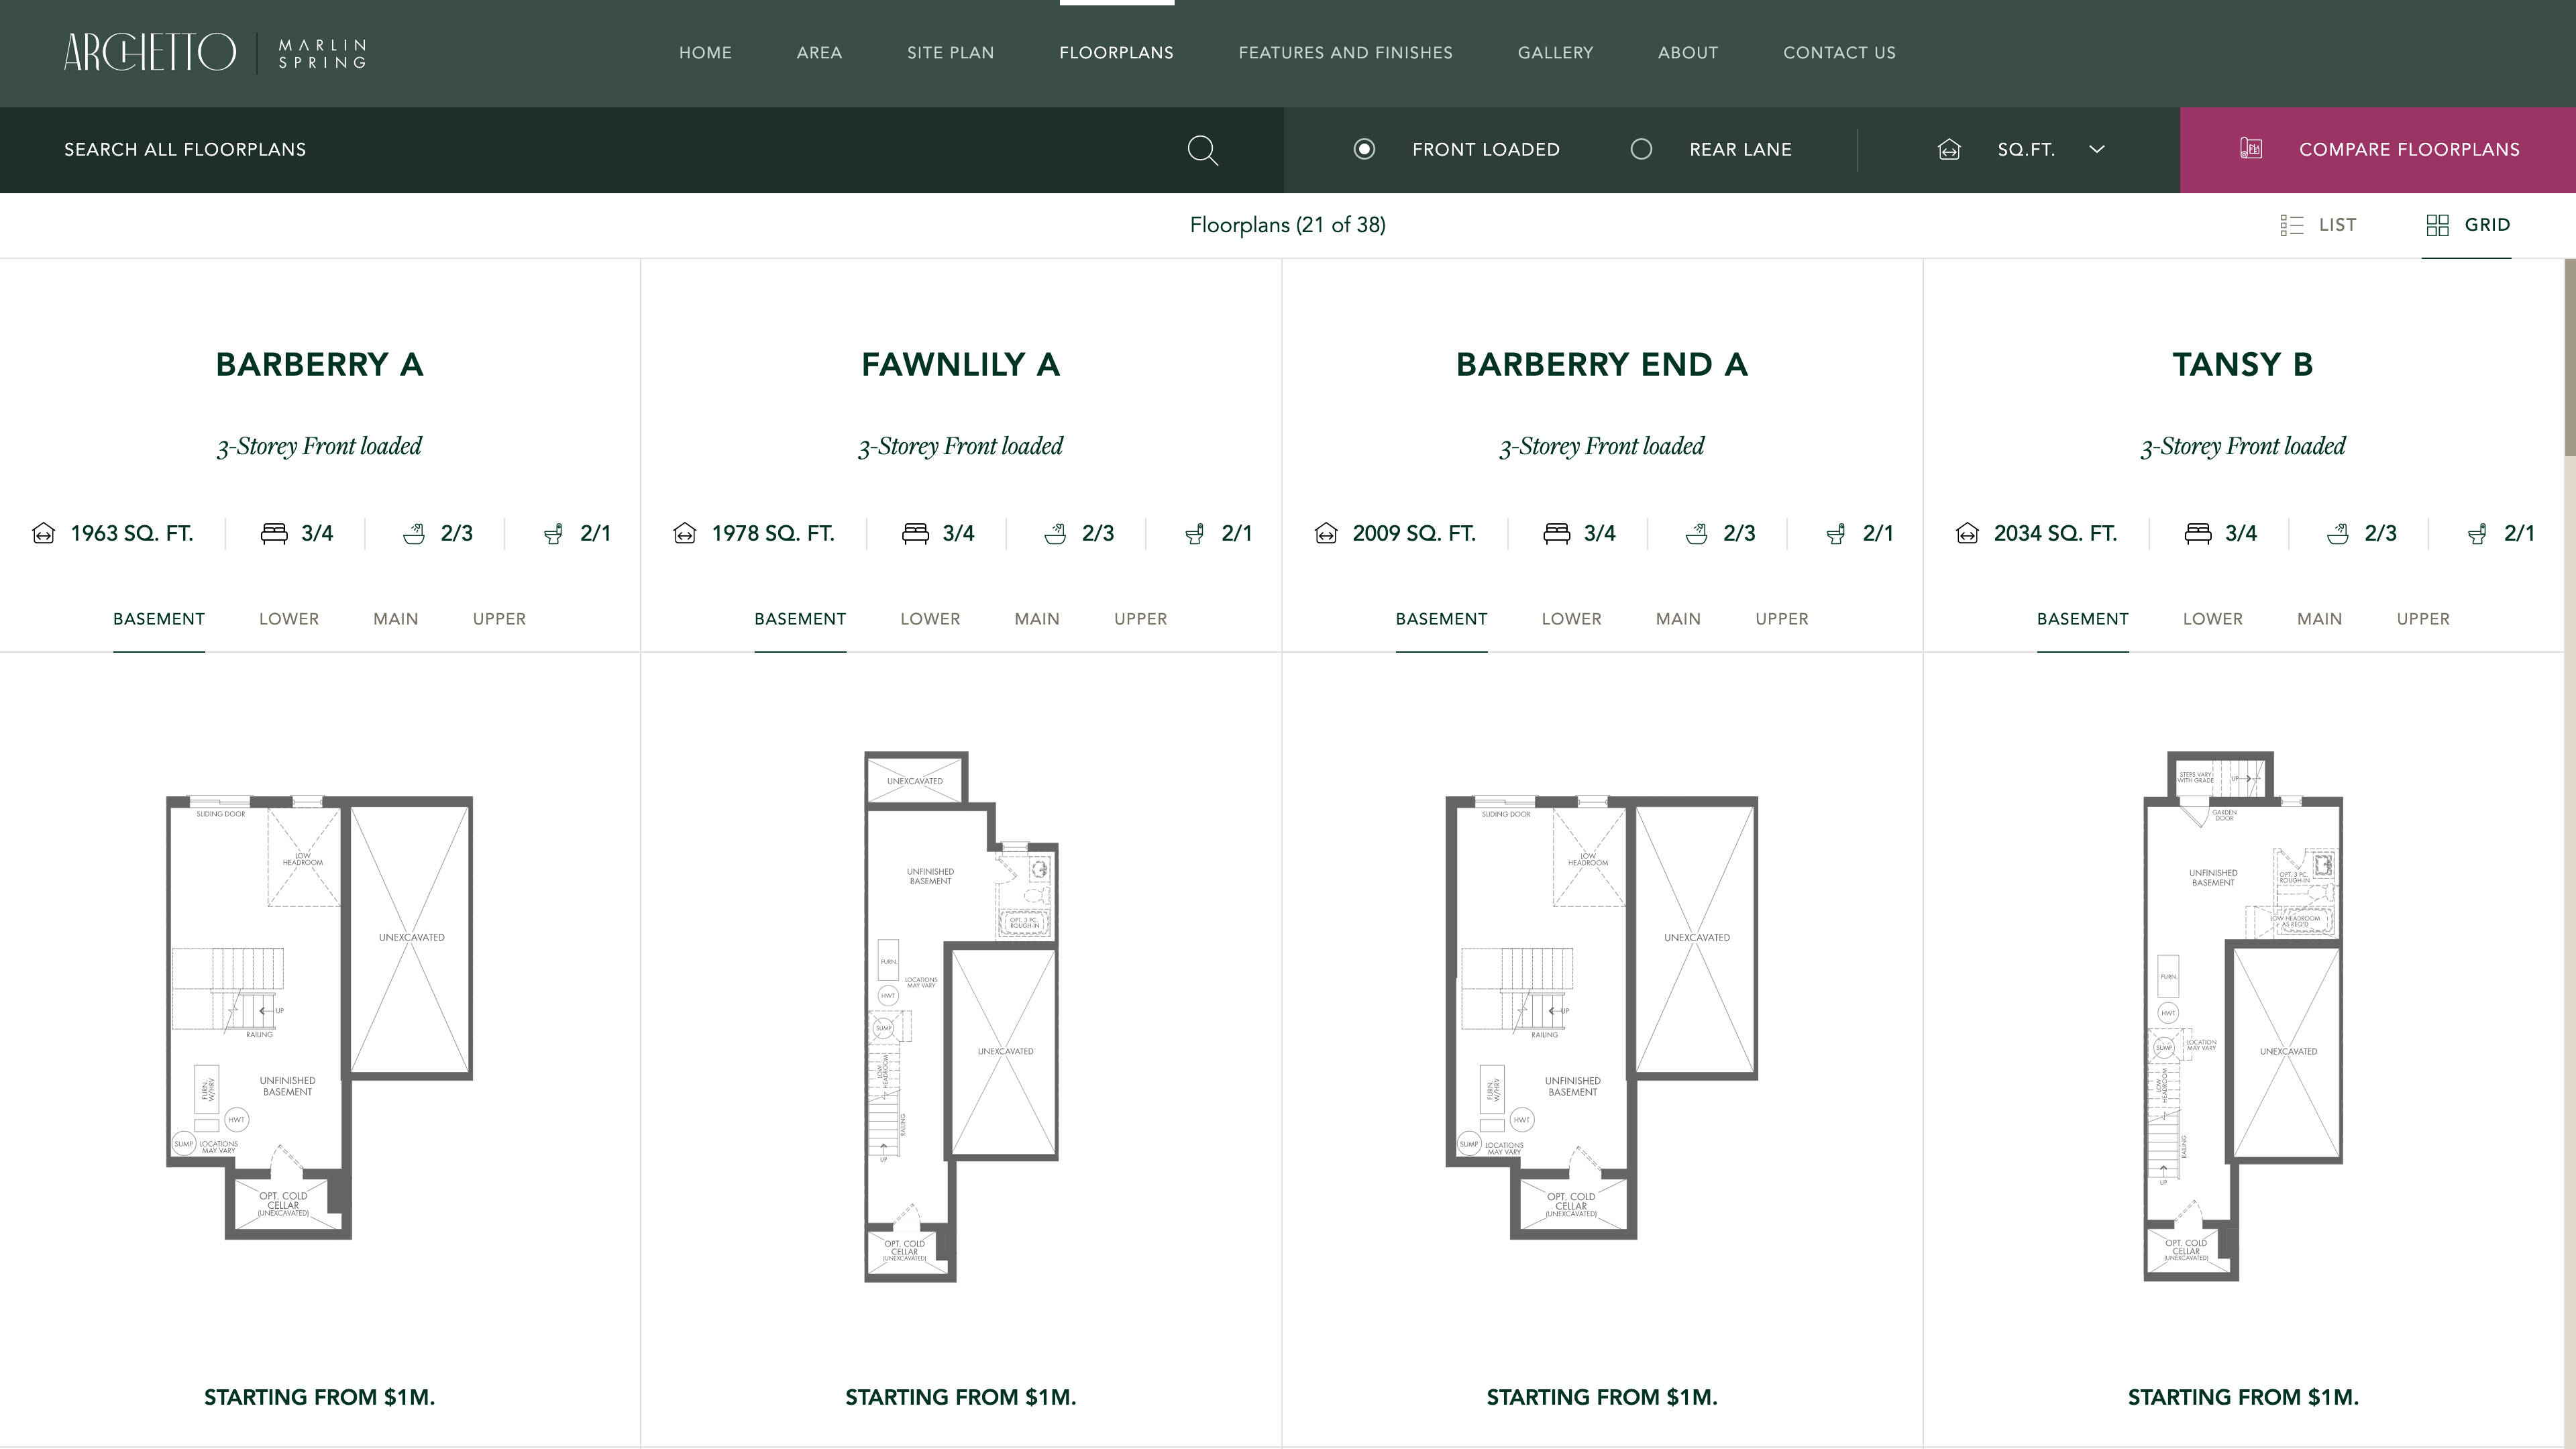 ARCHETTO
MARLIN
SPRING
HOME
AREA
SITE PLAN
FLOORPLANS
FEATURES AND FINISHES
GALLERY
ABOUT
CONTACT US
SEARCH ALL FLOORPLANS
FRONT LOADED
REAR LANE
SQ.FT.
COMPARE FLOORPLANS
Floorplans (21 of 38)
LIST
GRID
BARBERRY A
3-Storey Front loaded
1963 SQ. FT.
3/4
2/3
2/1
BASEMENT
LOWER
MAIN
UPPER
SLIDING DOOR
LOW
HEADROOM
UNEXCAVATED
UP
RAILING
UNFINISHED
BASEMENT
FURN.
W/HRV
HWT
SUMP
LOCATIONS
MAY VARY
OPT. COLD
CELLAR
(UNEXCAVATED)
STARTING FROM $1M.
FAWNLILY A
3-Storey Front loaded
1978 SQ. FT.
3/4
2/3
2/1
BASEMENT
LOWER
MAIN
UPPER
UNEXCAVATED
UNFINISHED
BASEMENT
OPT. 3 PC.
ROUGH-IN
FURN.
LOCATIONS
MAY VARY
HWT
SUMP
UNEXCAVATED
LOW
HEADROOM
RAILING
UP
OPT. COLD
CELLAR
(UNEXCAVATED)
STARTING FROM $1M.
BARBERRY END A
3-Storey Front loaded
2009 SQ. FT.
3/4
2/3
2/1
BASEMENT
LOWER
MAIN
UPPER
SLIDING DOOR
LOW
HEADROOM
UNEXCAVATED
UP
RAILING
UNFINISHED
BASEMENT
FURN.
W/HRV
HWT
SUMP
LOCATIONS
MAY VARY
OPT. COLD
CELLAR
(UNEXCAVATED)
STARTING FROM $1M.
TANSY B
3-Storey Front loaded
2034 SQ. FT.
3/4
2/3
2/1
BASEMENT
LOWER
MAIN
UPPER
STEPS VARY
WITH GRADE
UP
GARDEN
DOOR
UNFINISHED
BASEMENT
OPT. 3 PC.
ROUGH-IN
LOW HEADROOM
AS REQ'D
FURN.
HWT
SUMP
LOCATION
MAY VARY
UNEXCAVATED
LOW
HEADROOM
RAILING
UP
OPT. COLD
CELLAR
(UNEXCAVATED)
STARTING FROM $1M.